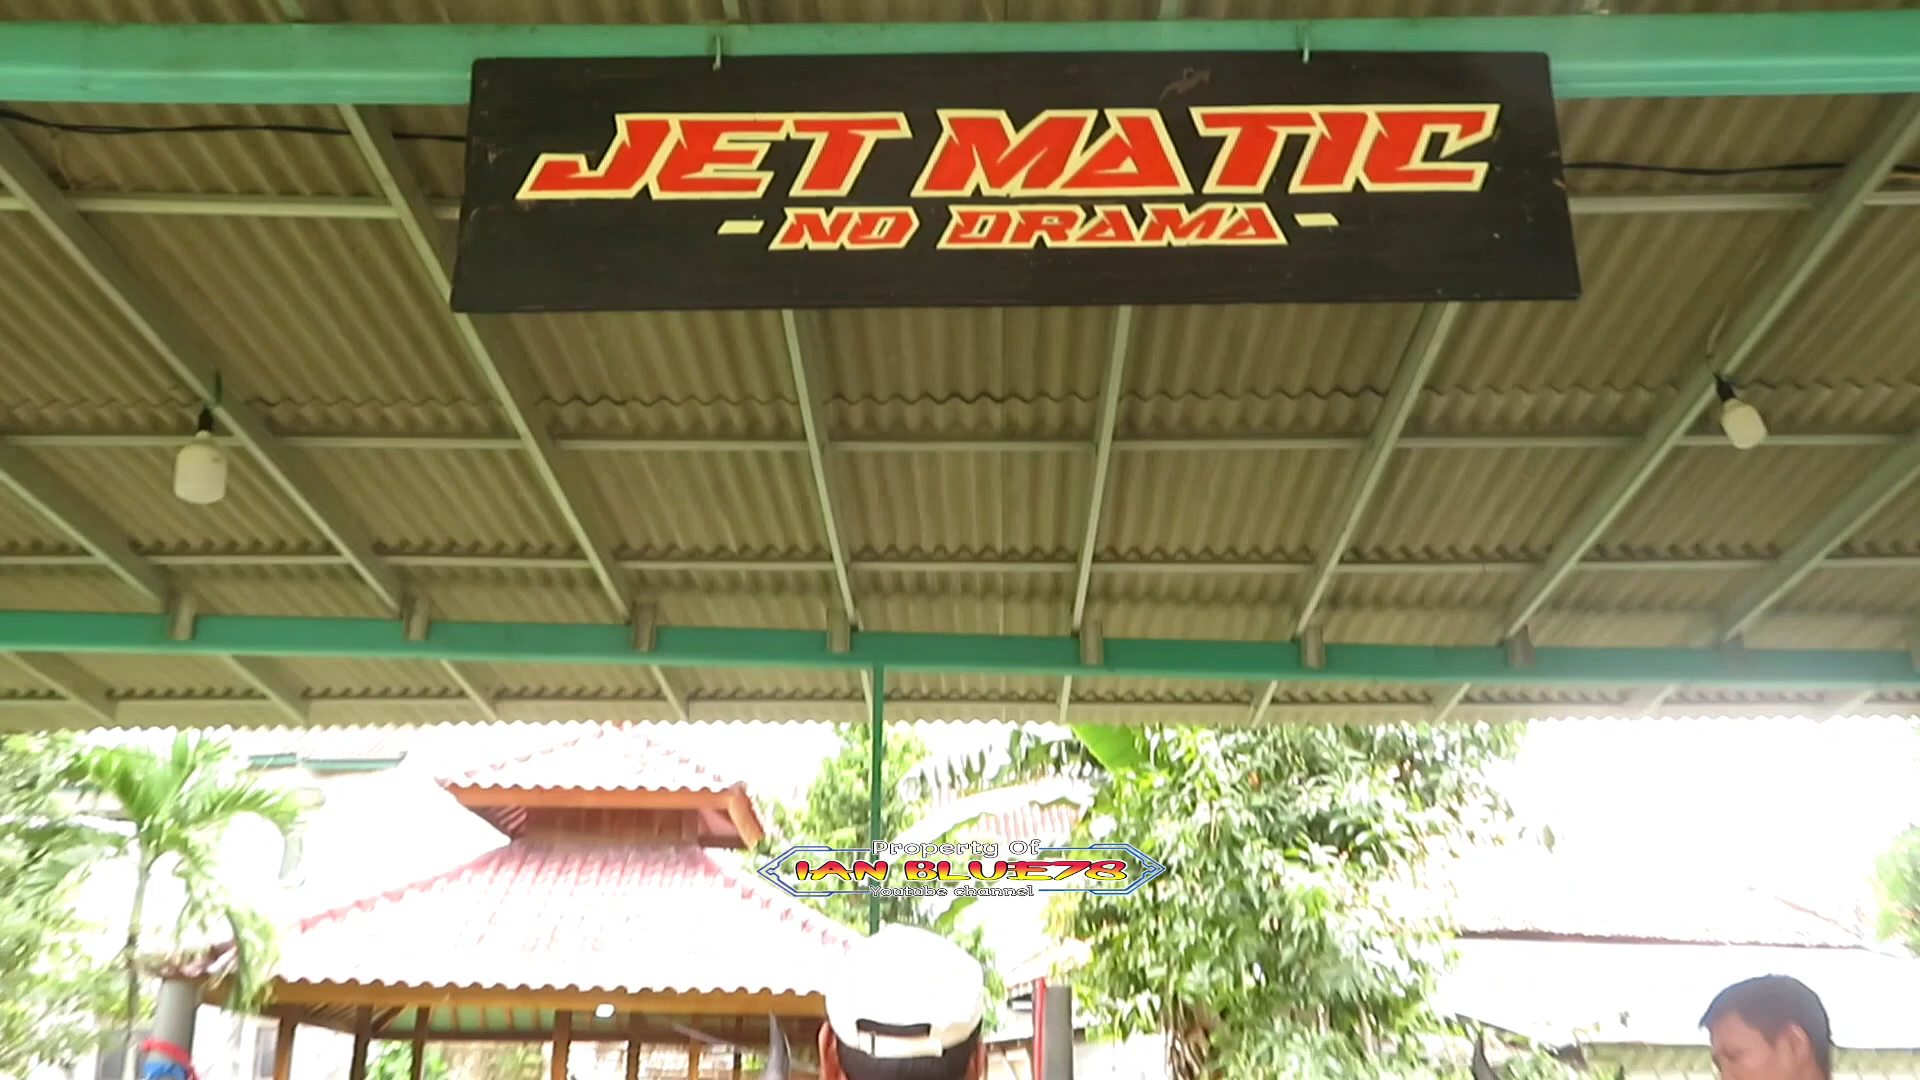 JET MATIC
- NO DRAMA -
Property Of
IAN BLUE78
Youtube channel